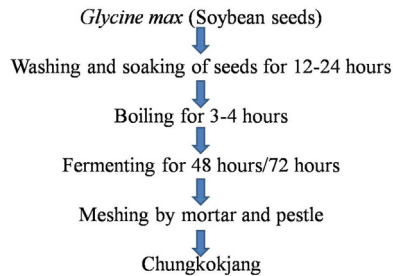 Glycine max (Soybean seeds)
Washing and soaking of seeds for 12-24 hours
Boiling for 3-4 hours
Fermenting for 48 hours/72 hours
Meshing by mortar and pestle
Chungkokjang